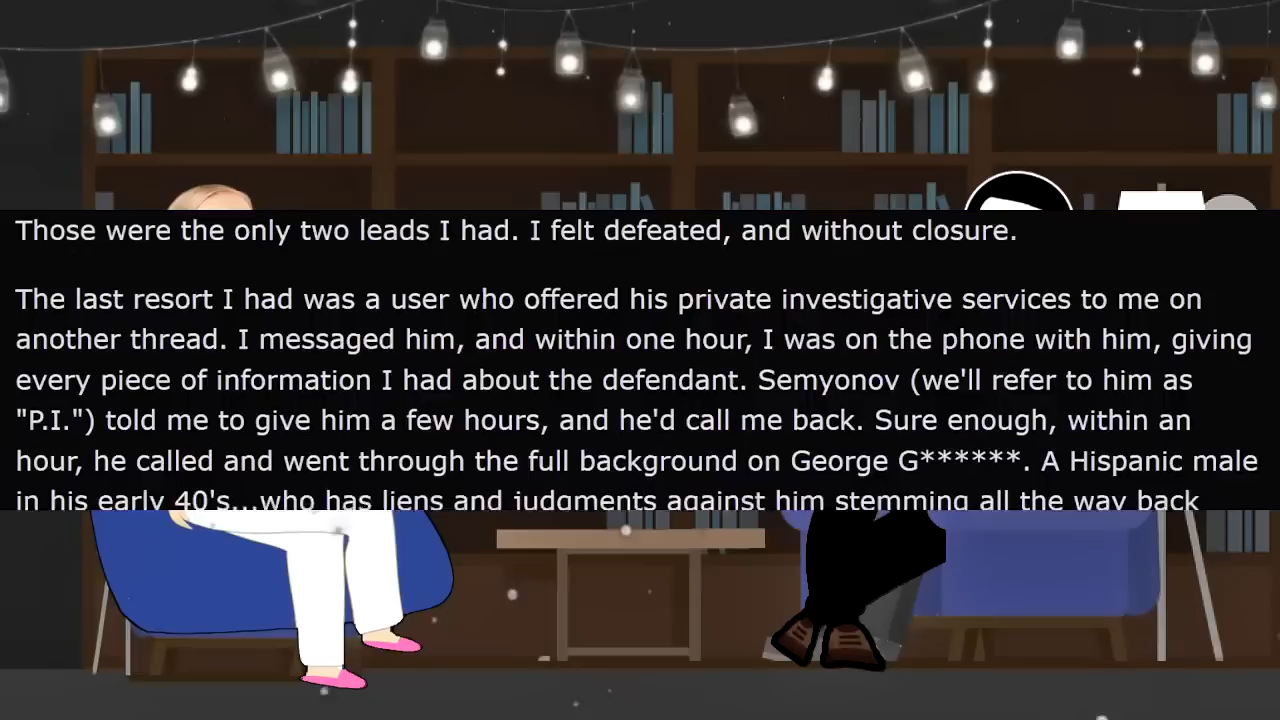 Those were the only two leads I had. I felt defeated, and without closure.
The last resort I had was a user who offered his private investigative services to me on
another thread. I messaged him, and within one hour, I was on the phone with him, giving
every piece of information I had about the defendant. Semyonov (we'll refer to him as
"P.I.") told me to give him a few hours, and he'd call me back. Sure enough, within an
hour, he called and went through the full background on George G******. A Hispanic male
in his early 40's...who has liens and judgments against him stemming all the way back